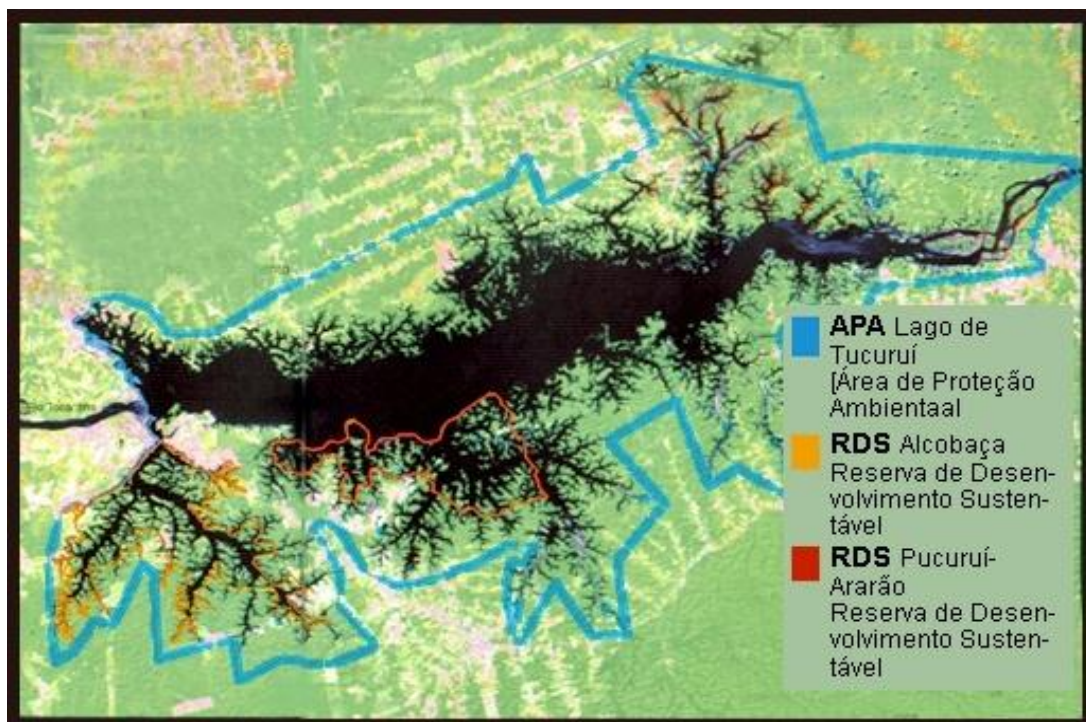 APA Lago de
Tucuruí
[Área de Proteção
Ambientaal
RDS Alcobaça
Reserva de Desen-
volvimento Susten-
tável
RDS Pucuruí-
Ararão
Reserva de Desen-
volvimento Susten-
tável